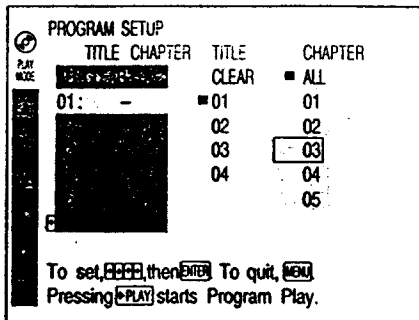 PROGRAM SETUP
TITLE CHAPTER TITLE CHAPTER
PLAY MODE
CLEAR ALL
01: – 01 01
02 02
03 03
04 04
05
To set, then ENTER To quit, MENU.
Pressing PLAY starts Program Play.